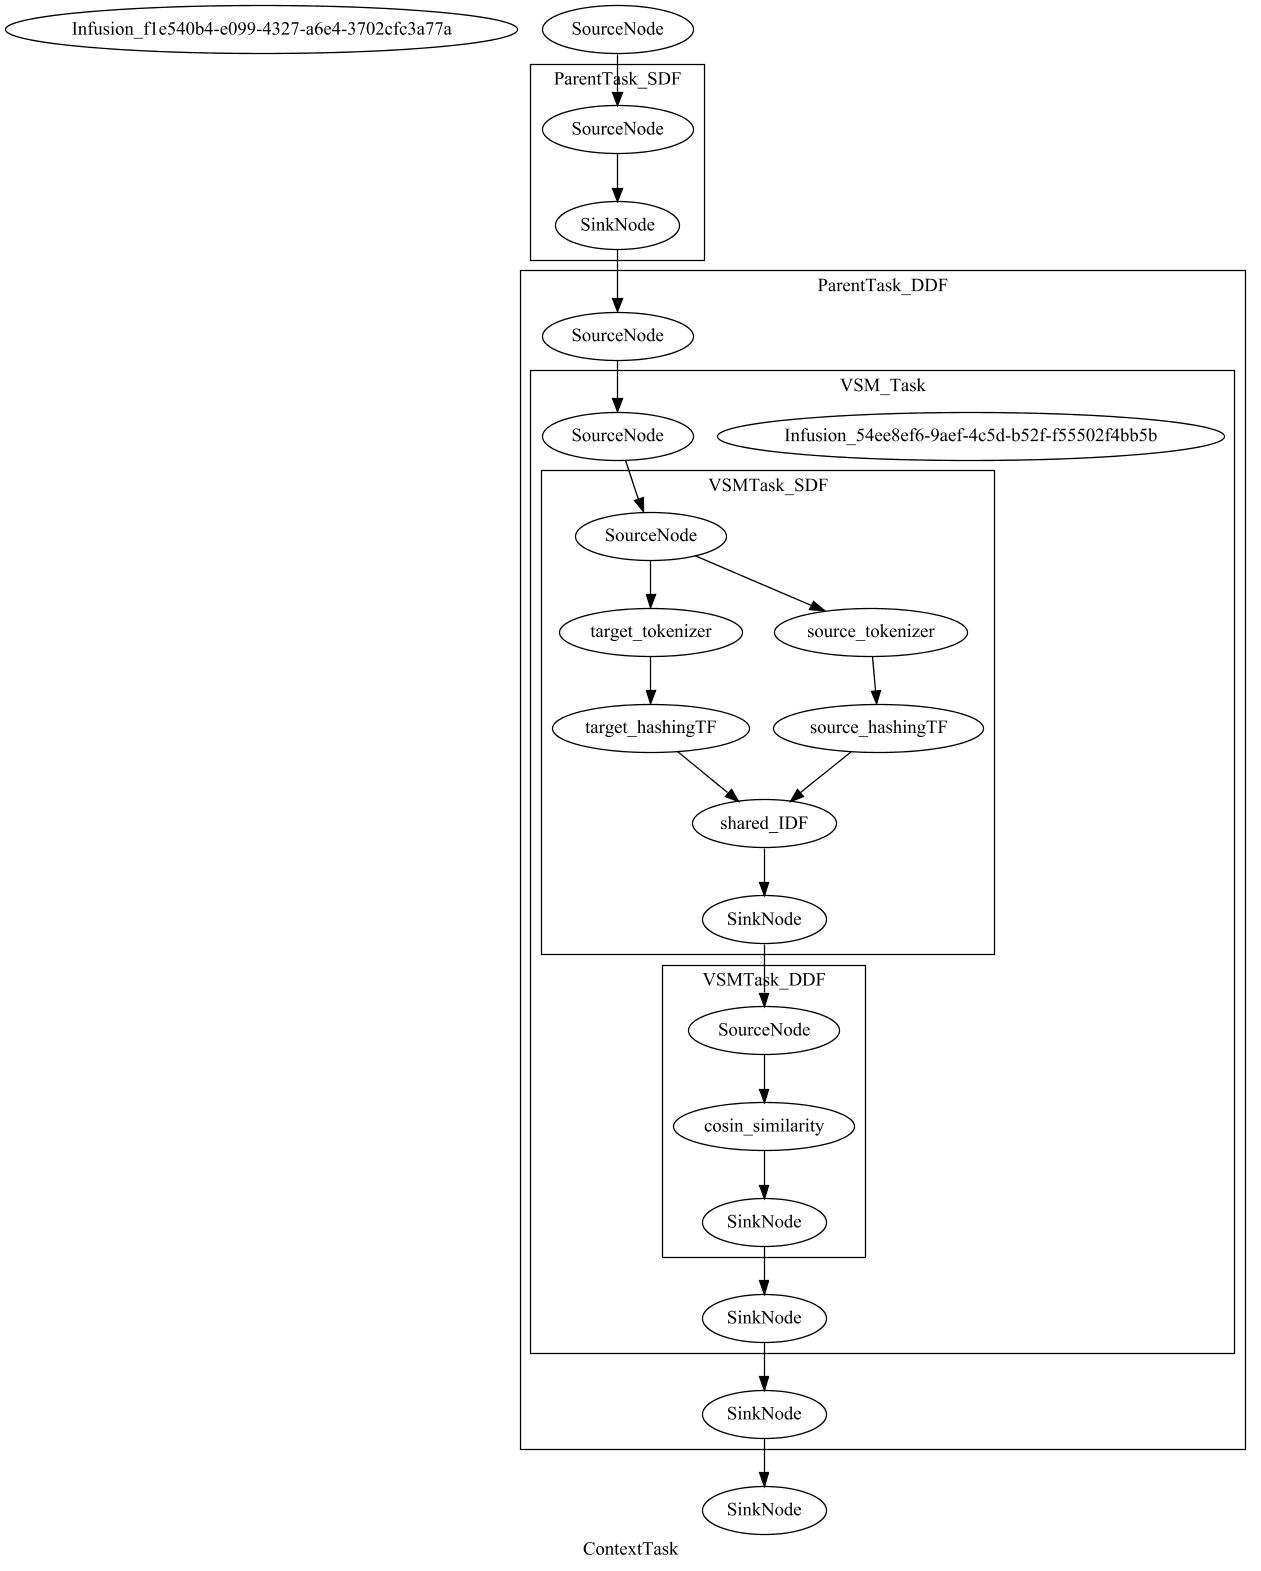 Infusion_f1e540b4-e099-4327-a6e4-3702cfc3a77a
SourceNode
ParentTask_SDF
SourceNode
SinkNode
ParentTask_DDF
SourceNode
VSM_Task
SourceNode
Infusion_54ee8ef6-9aef-4c5d-b52f-f55502f4bb5b
VSMTask_SDF
SourceNode
target_tokenizer
source_tokenizer
target_hashingTF
source_hashingTF
shared_IDF
SinkNode
VSMTask_DDF
SourceNode
cosin_similarity
SinkNode
SinkNode
SinkNode
SinkNode
ContextTask